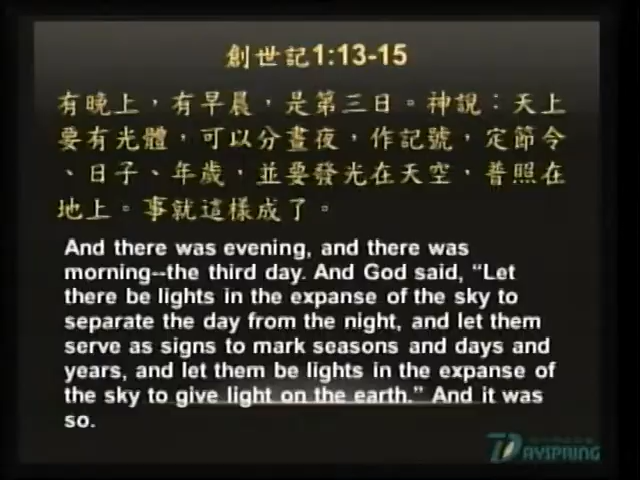 創世記1:13-15
有晚上，有早晨，是第三日。神說：天上
要有光體，可以分晝夜，作記號，定節令
、日子、年歲，並要發光在天空，普照在
地上。事就這樣成了。
And there was evening, and there was
morning--the third day. And God said, “Let
there be lights in the expanse of the sky to
separate the day from the night, and let them
serve as signs to mark seasons and days and
years, and let them be lights in the expanse of
the sky to give light on the earth.” And it was
so.
DAYSPRING